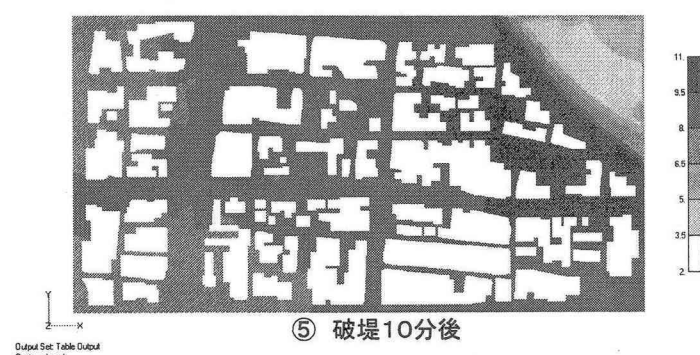 11.
9.5
8.
6.5
5.
3.5
2.
Y
Z X
⑤ 破堤10分後
Output Set: Table Output